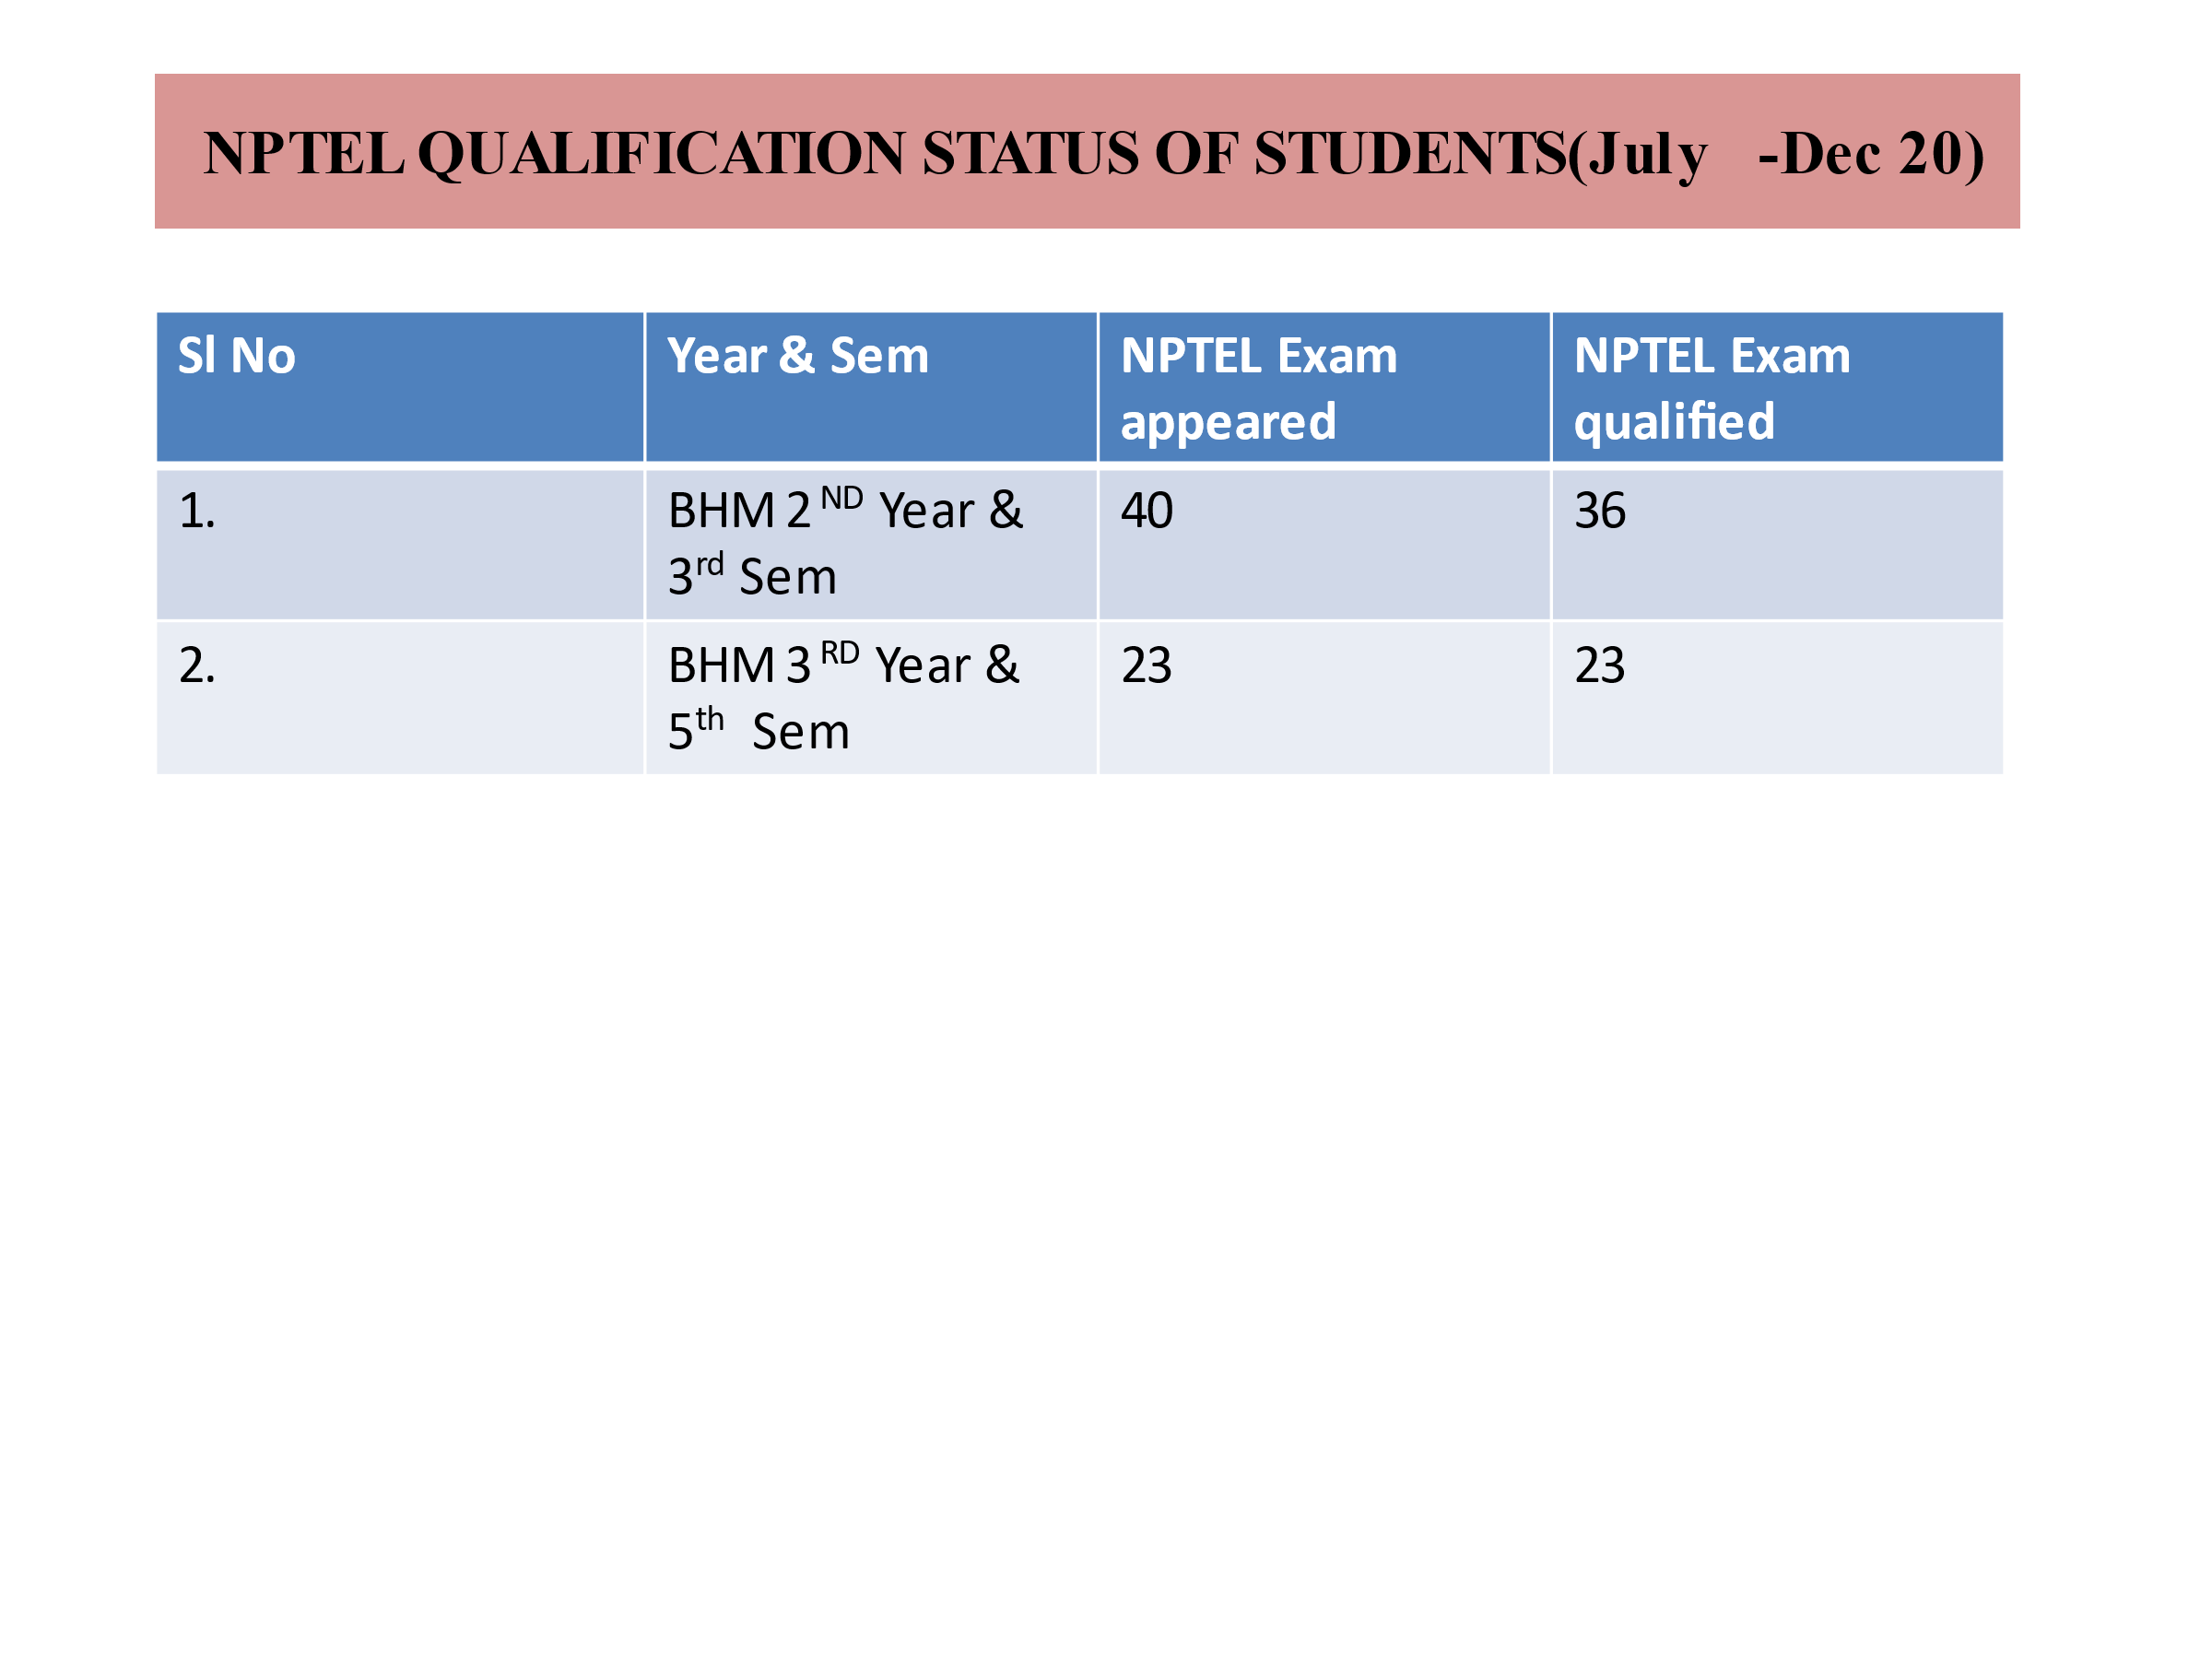 NPTEL QUALIFICATION STATUS OF STUDENTS(July -Dec 20)
Sl No
Year & Sem
NPTEL Exam
appeared
NPTEL Exam
qualified
1.
BHM 2 ND Year &
3rd Sem
40
36
2.
BHM 3 RD Year &
5th Sem
23
23